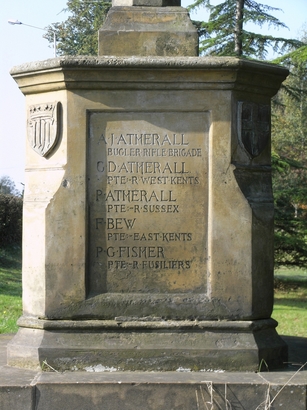 A J ATHERALL
BUGLER-RIFLE BRIGADE
G D ATHERALL
PTE-R WEST KENTS
P ATHERALL
PTE-R SUSSEX
F BEW
PTE-EAST KENTS
P G FISHER
PTE-R FUSILIERS